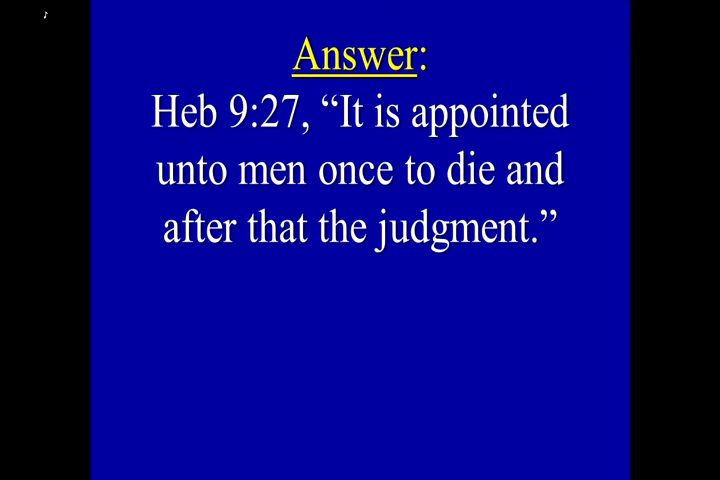 ♪
Answer:
Heb 9:27, “It is appointed
unto men once to die and
after that the judgment.”